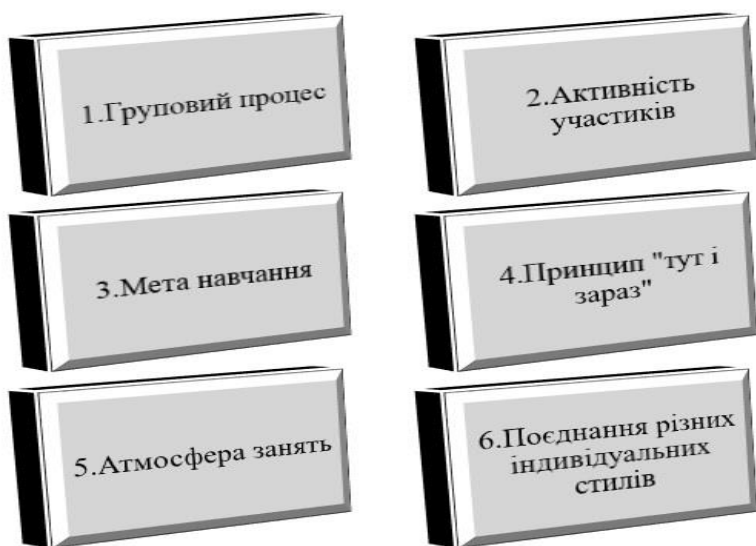 1.Груповий процес
2.Активність
участиків
3.Мета навчання
4.Принцип "тут і
зараз"
5.Атмосфера занять
6.Поєднання різних
індивідуальних
стилів